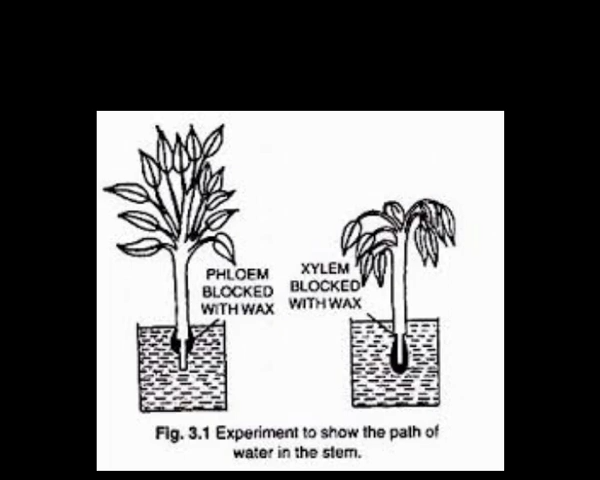 PHLOEM
BLOCKED
WITH WAX
XYLEM
BLOCKED
WITH WAX
Fig. 3.1 Experiment to show the path of
water in the stem.